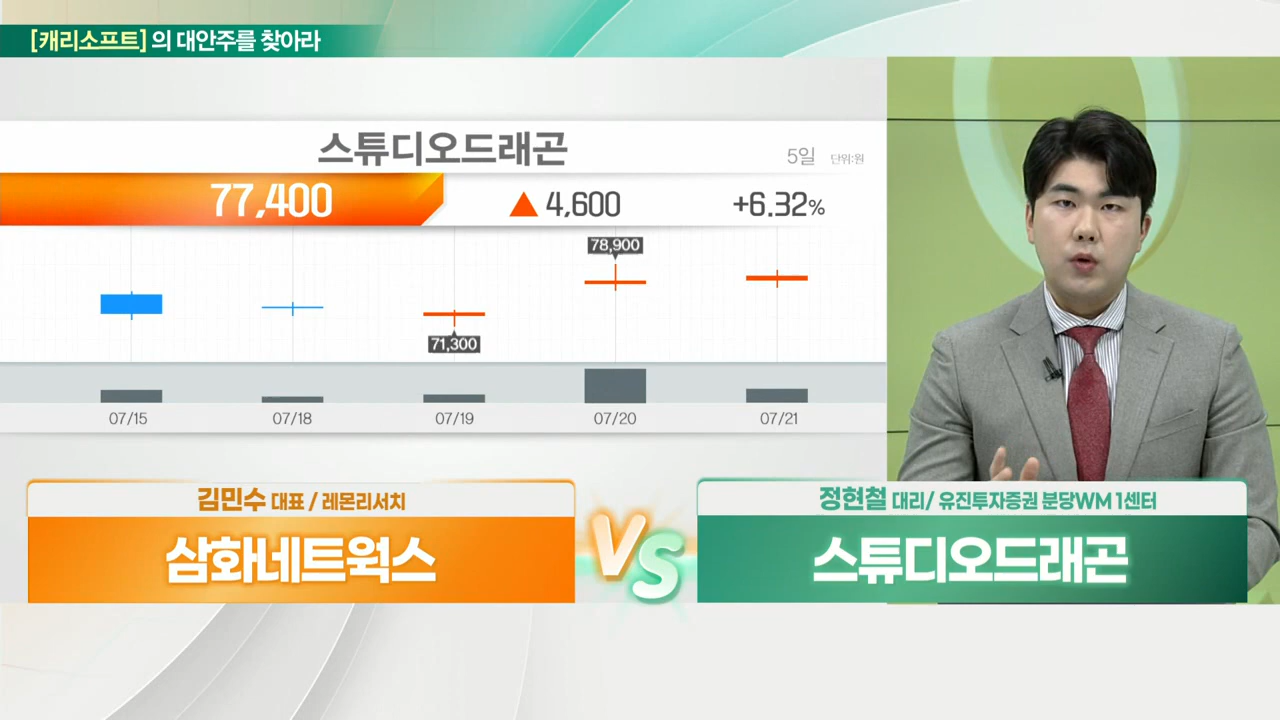 [캐리소프트]의 대안주를 찾아라
스튜디오드래곤
5일 단위:원
77,400 ▲ 4,600 +6.32%
78,900
71,300
07/15 07/18 07/19 07/20 07/21
김민수 대표 / 레몬리서치
삼화네트웍스
VS
정현철 대리/ 유진투자증권 분당WM 1센터
스튜디오드래곤